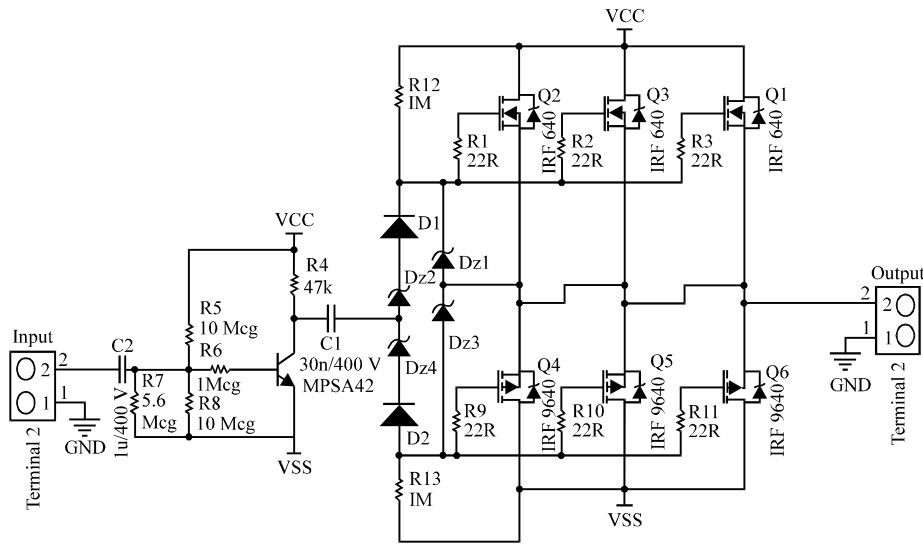 VCC
R12
IM
Q2
IRF 640
Q3
IRF 640
Q1
IRF 640
R1
22R
R2
22R
R3
22R
VCC
D1
Dz1
R4
47k
Dz2
R5
10 Mcg
Input
2
2
1
1
Terminal 2
GND
C2
1u/400 V
R6
1Mcg
R7
5.6
Mcg
R8
10 Mcg
C1
30n/400 V
MPSA42
VSS
Dz3
Dz4
D2
R13
IM
Q4
IRF 9640
Q5
IRF 9640
Q6
IRF 9640
R9
22R
R10
22R
R11
22R
VSS
Output
2
2
1
1
GND
Terminal 2